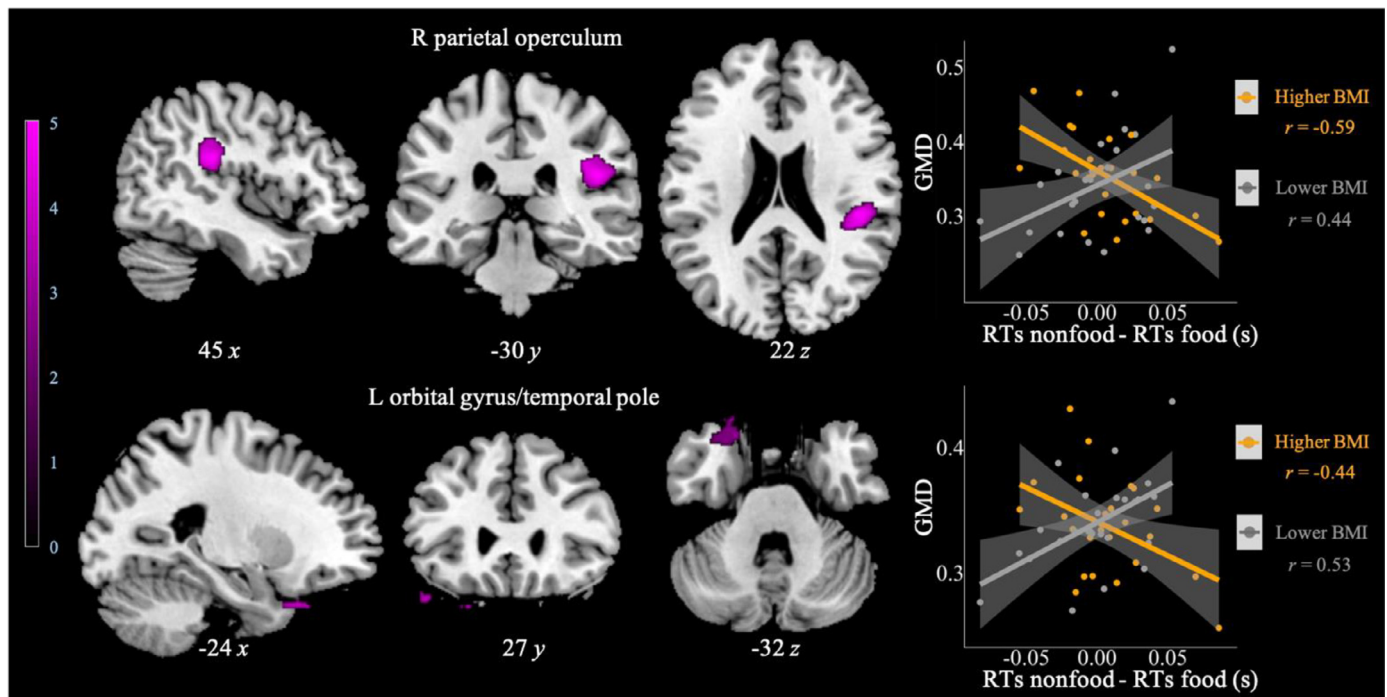 R parietal operculum
5
4
3
2
1
0
45 x
-30 y
22 z
GMD
0.5
0.4
0.3
-0.05
0.00
0.05
RTs nonfood - RTs food (s)
Higher BMI
r = -0.59
Lower BMI
r = 0.44
L orbital gyrus/temporal pole
-24 x
27 y
-32 z
GMD
0.4
0.3
-0.05
0.00
0.05
RTs nonfood - RTs food (s)
Higher BMI
r = -0.44
Lower BMI
r = 0.53